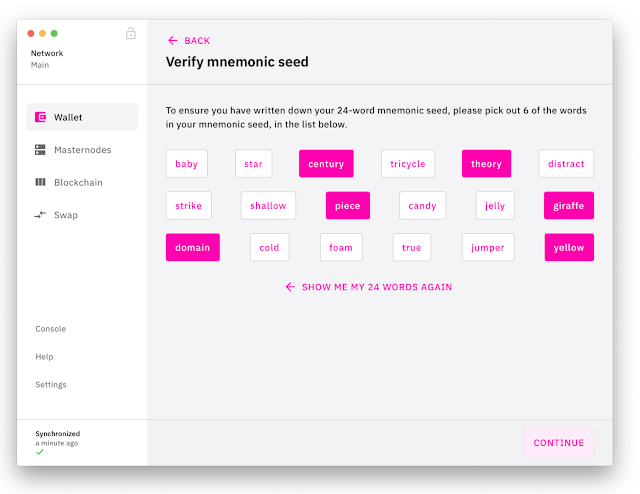 BACK
Network
Main
Verify mnemonic seed
To ensure you have written down your 24-word mnemonic seed, please pick out 6 of the words
in your mnemonic seed, in the list below.
Wallet
Masternodes
Blockchain
Swap
baby star century tricycle theory distract
strike shallow piece candy jelly giraffe
domain cold foam true jumper yellow
SHOW ME MY 24 WORDS AGAIN
Console
Help
Settings
Synchronized
a minute ago
CONTINUE